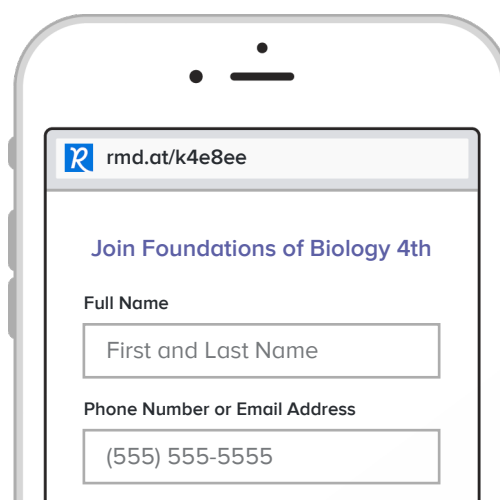 rmd.at/k4e8ee
Join Foundations of Biology 4th
Full Name
First and Last Name
Phone Number or Email Address
(555) 555-5555